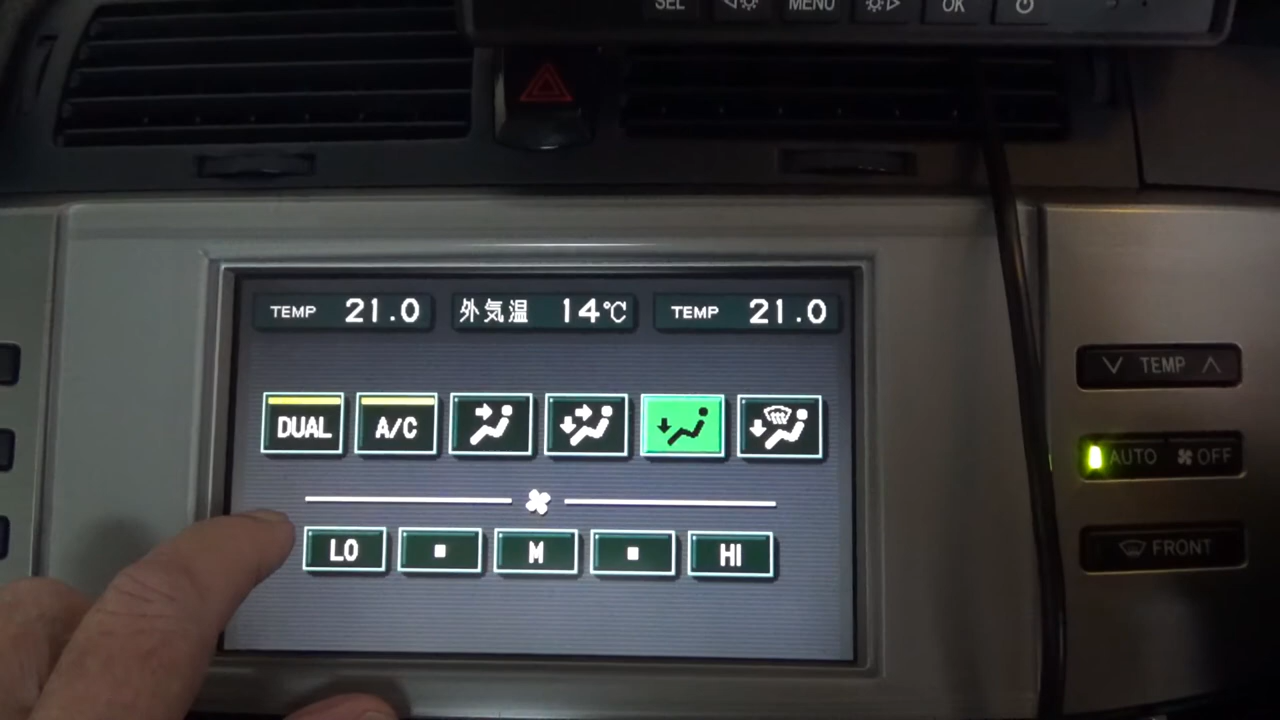 SEL MENU OK
TEMP 21.0 外気温 14℃ TEMP 21.0
TEMP
DUAL A/C
AUTO OFF
LO M HI
FRONT